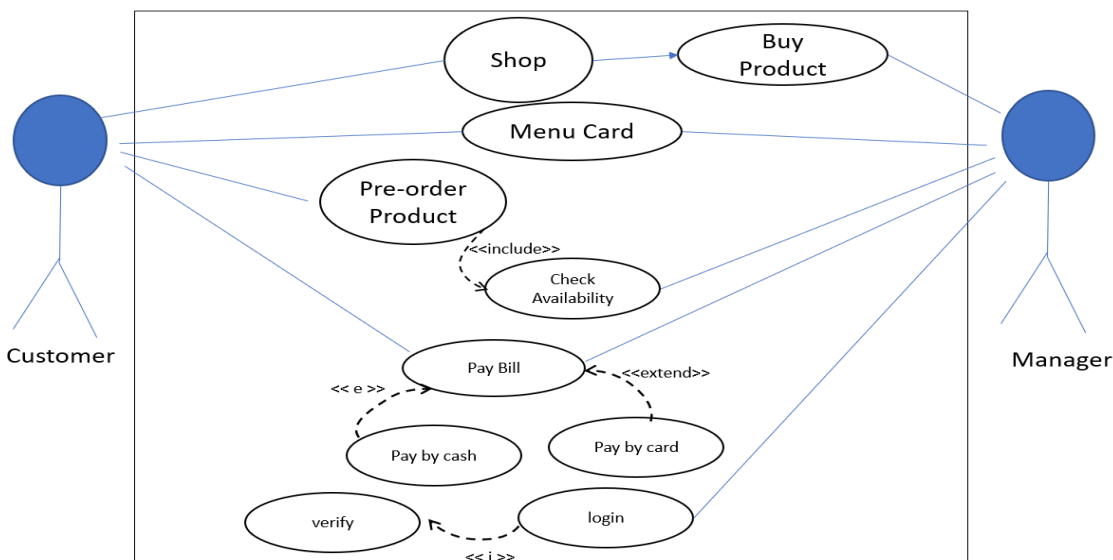 Shop
Buy
Product
Menu Card
Pre-order
Product
<<include>>
Check
Availability
Customer
Manager
Pay Bill
<<extend>>
<< e >>
Pay by cash
Pay by card
verify
login
<< i >>